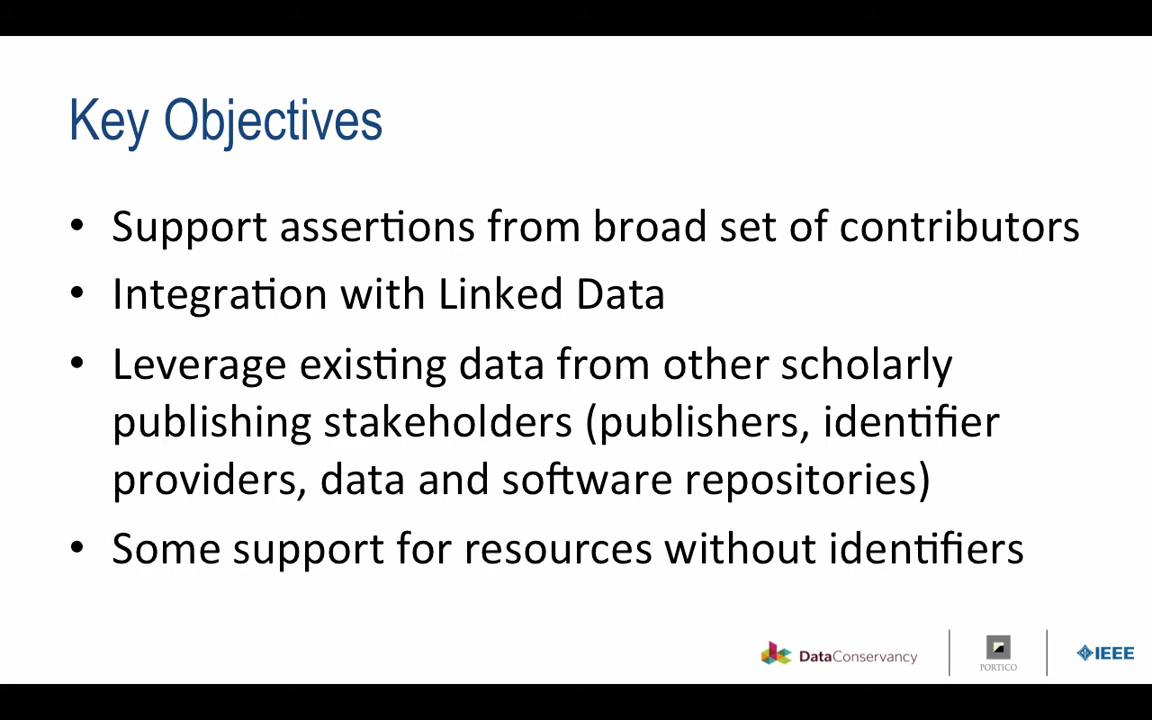 Key Objectives
• Support assertions from broad set of contributors
• Integration with Linked Data
• Leverage existing data from other scholarly
publishing stakeholders (publishers, identifier
providers, data and software repositories)
• Some support for resources without identifiers
DataConservancy
PORTICO
IEEE